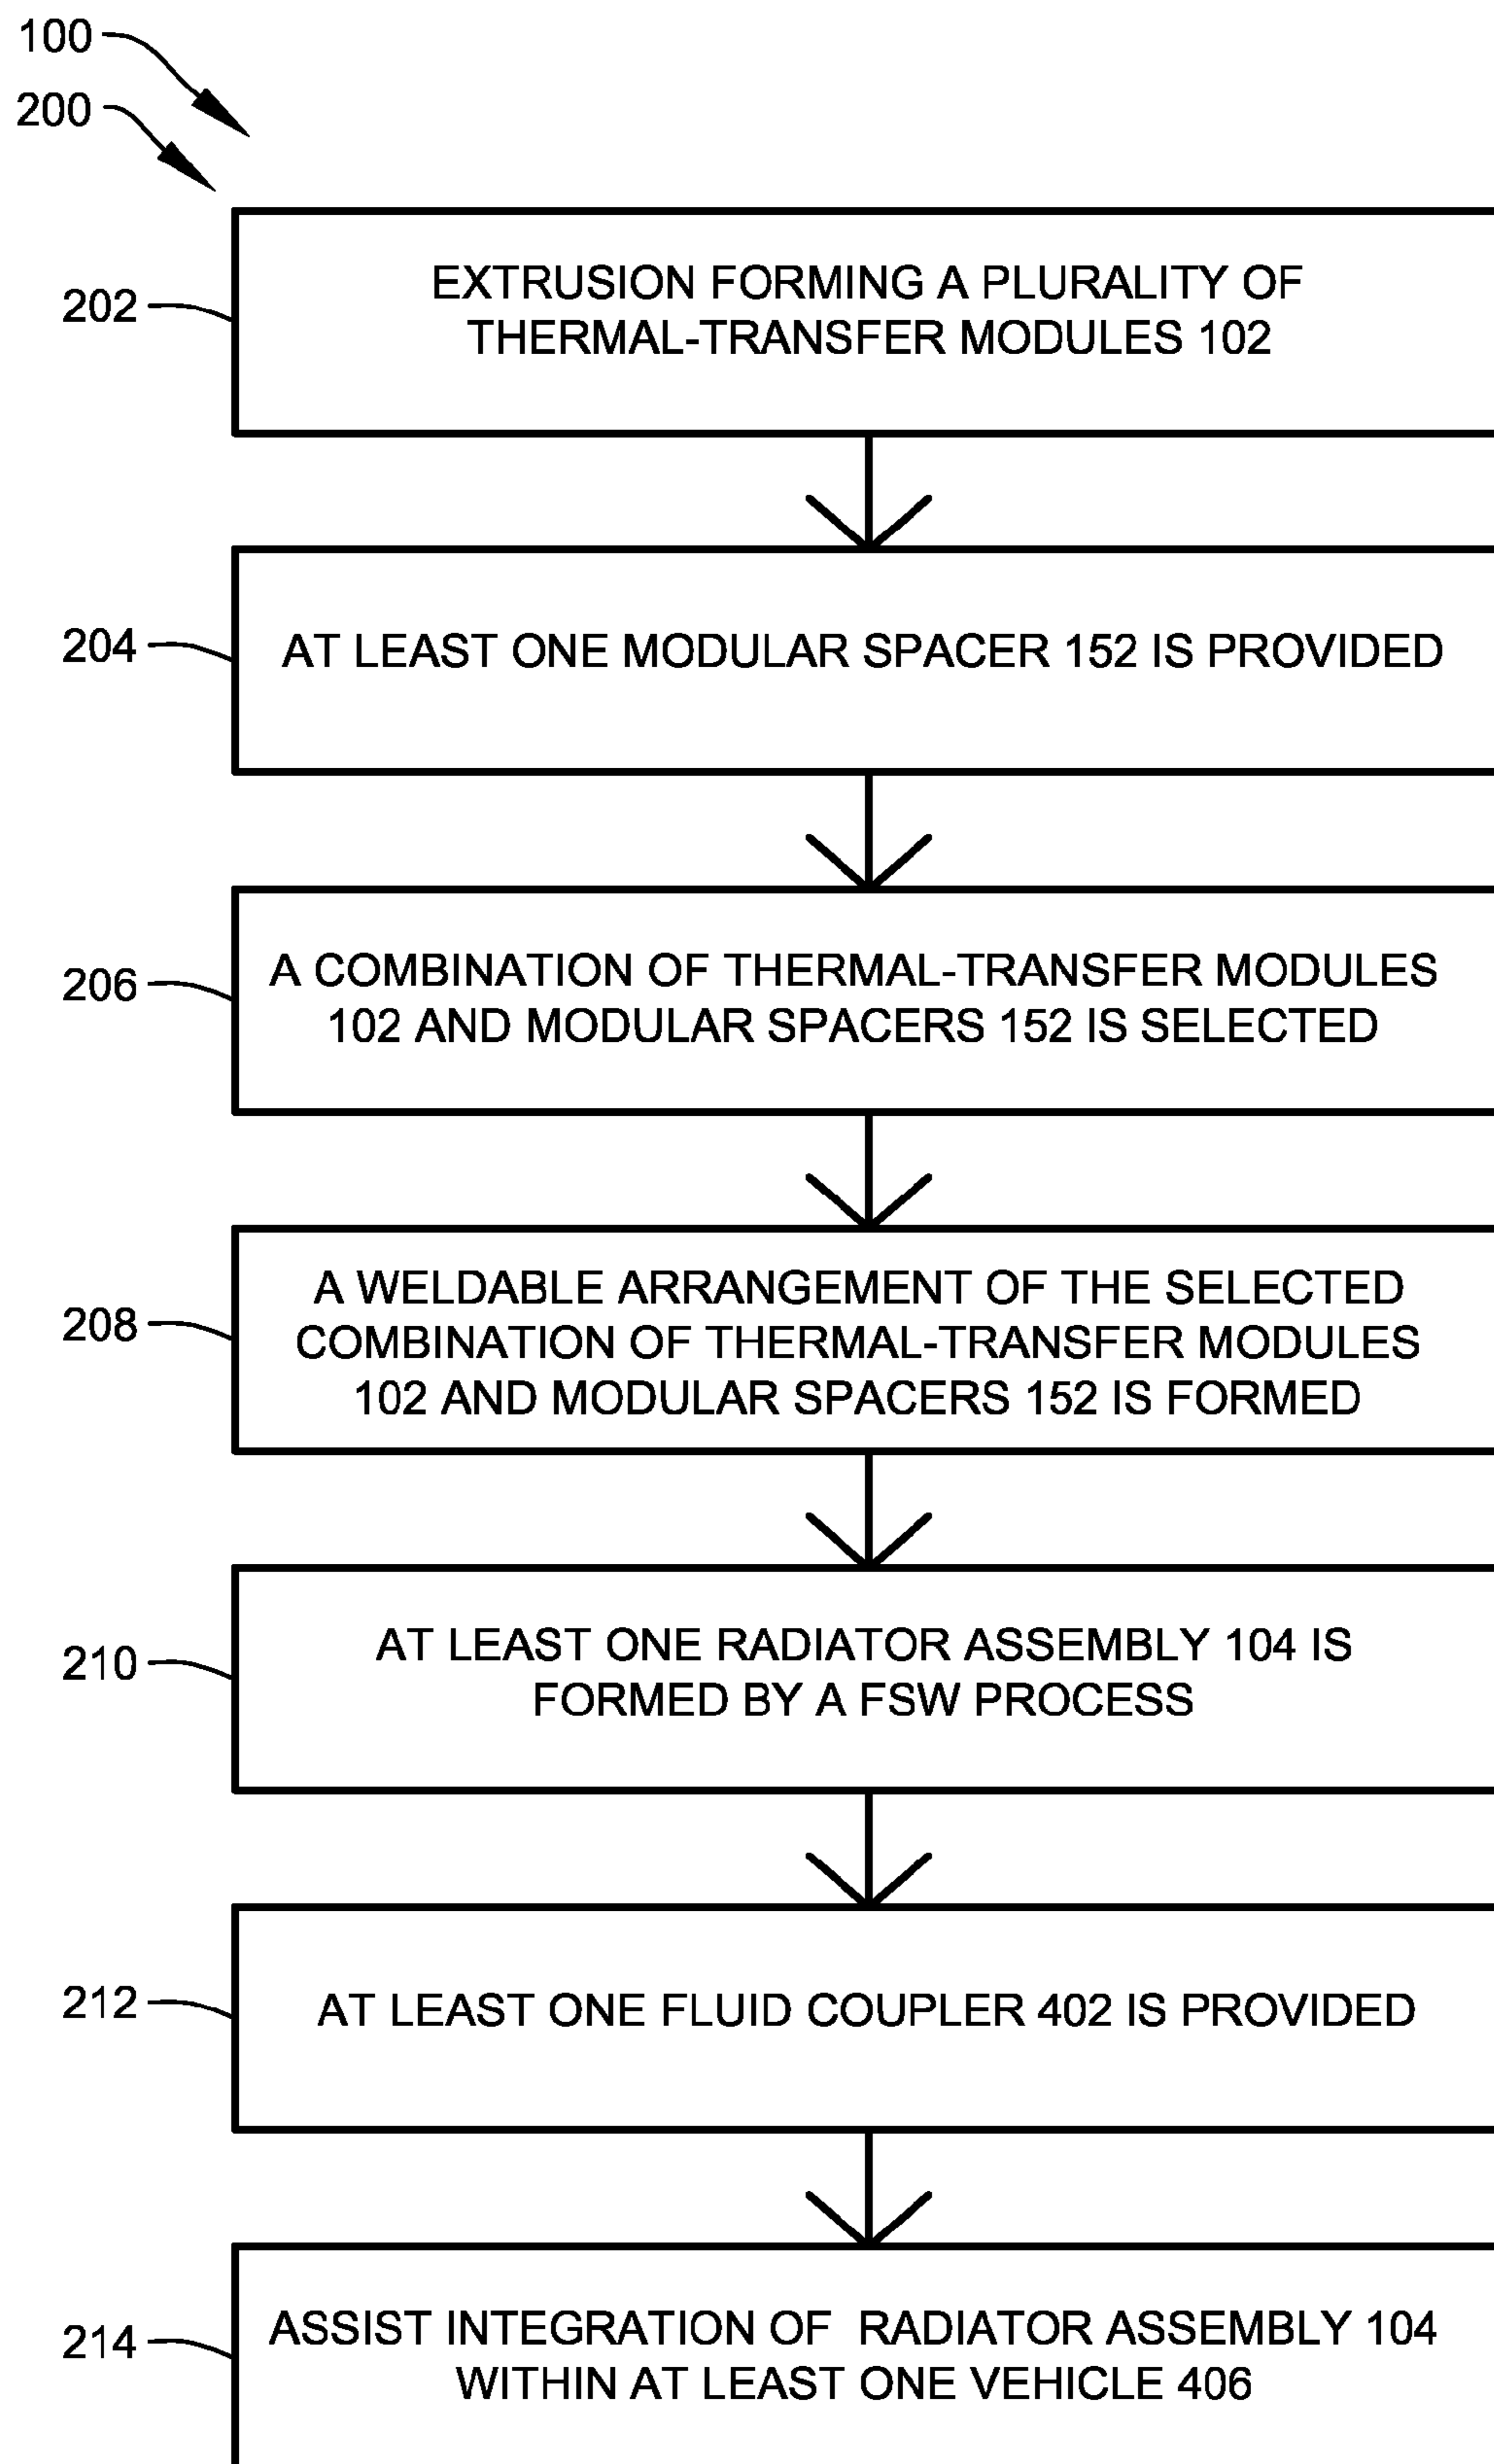 100
200
202
EXTRUSION FORMING A PLURALITY OF
THERMAL-TRANSFER MODULES 102
204
AT LEAST ONE MODULAR SPACER 152 IS PROVIDED
206
A COMBINATION OF THERMAL-TRANSFER MODULES
102 AND MODULAR SPACERS 152 IS SELECTED
208
A WELDABLE ARRANGEMENT OF THE SELECTED
COMBINATION OF THERMAL-TRANSFER MODULES
102 AND MODULAR SPACERS 152 IS FORMED
210
AT LEAST ONE RADIATOR ASSEMBLY 104 IS
FORMED BY A FSW PROCESS
212
AT LEAST ONE FLUID COUPLER 402 IS PROVIDED
214
ASSIST INTEGRATION OF RADIATOR ASSEMBLY 104
WITHIN AT LEAST ONE VEHICLE 406